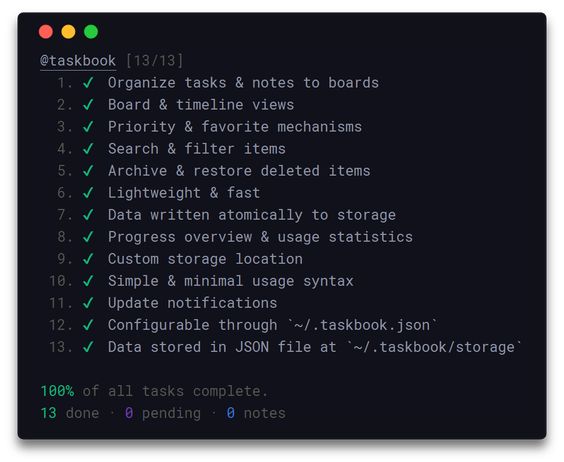 @taskbook [13/13]
1. ✔ Organize tasks & notes to boards
2. ✔ Board & timeline views
3. ✔ Priority & favorite mechanisms
4. ✔ Search & filter items
5. ✔ Archive & restore deleted items
6. ✔ Lightweight & fast
7. ✔ Data written atomically to storage
8. ✔ Progress overview & usage statistics
9. ✔ Custom storage location
10. ✔ Simple & minimal usage syntax
11. ✔ Update notifications
12. ✔ Configurable through `~/.taskbook.json`
13. ✔ Data stored in JSON file at `~/.taskbook/storage`
100% of all tasks complete.
13 done · 0 pending · 0 notes